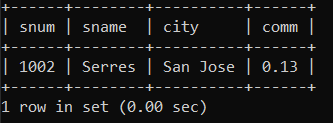 +------+--------+----------+------+
| snum | sname | city | comm |
+------+--------+----------+------+
| 1002 | Serres | San Jose | 0.13 |
+------+--------+----------+------+
1 row in set (0.00 sec)